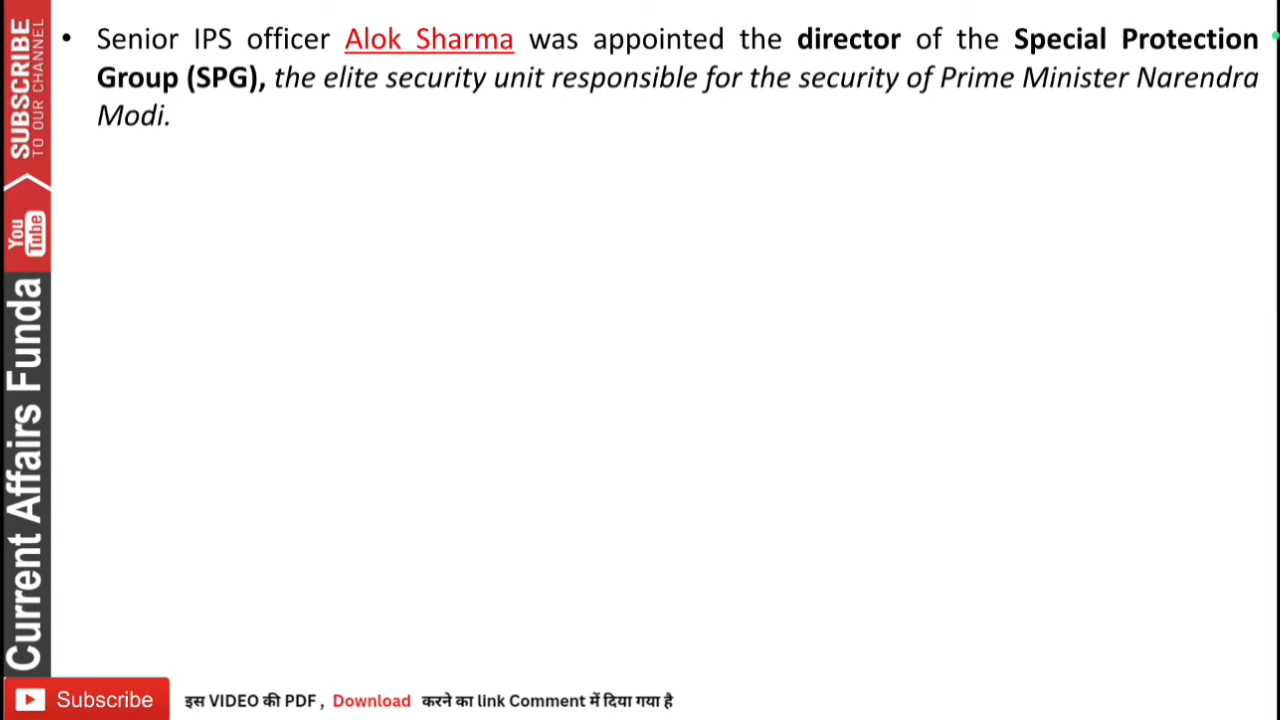 • Senior IPS officer Alok Sharma was appointed the director of the Special Protection
Group (SPG), the elite security unit responsible for the security of Prime Minister Narendra
Modi.
SUBSCRIBE
TO OUR CHANNEL
You
Tube
Current Affairs Funda
Subscribe
इस VIDEO की PDF , Download करने का link Comment में दिया गया है